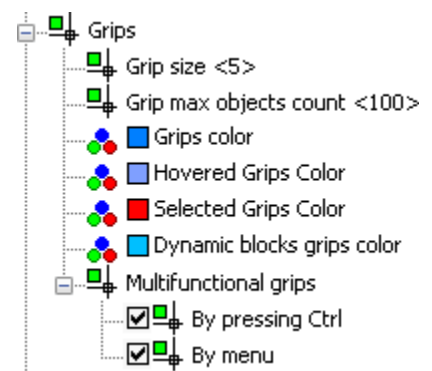 Grips
Grip size <5>
Grip max objects count <100>
Grips color
Hovered Grips Color
Selected Grips Color
Dynamic blocks grips color
Multifunctional grips
By pressing Ctrl
By menu